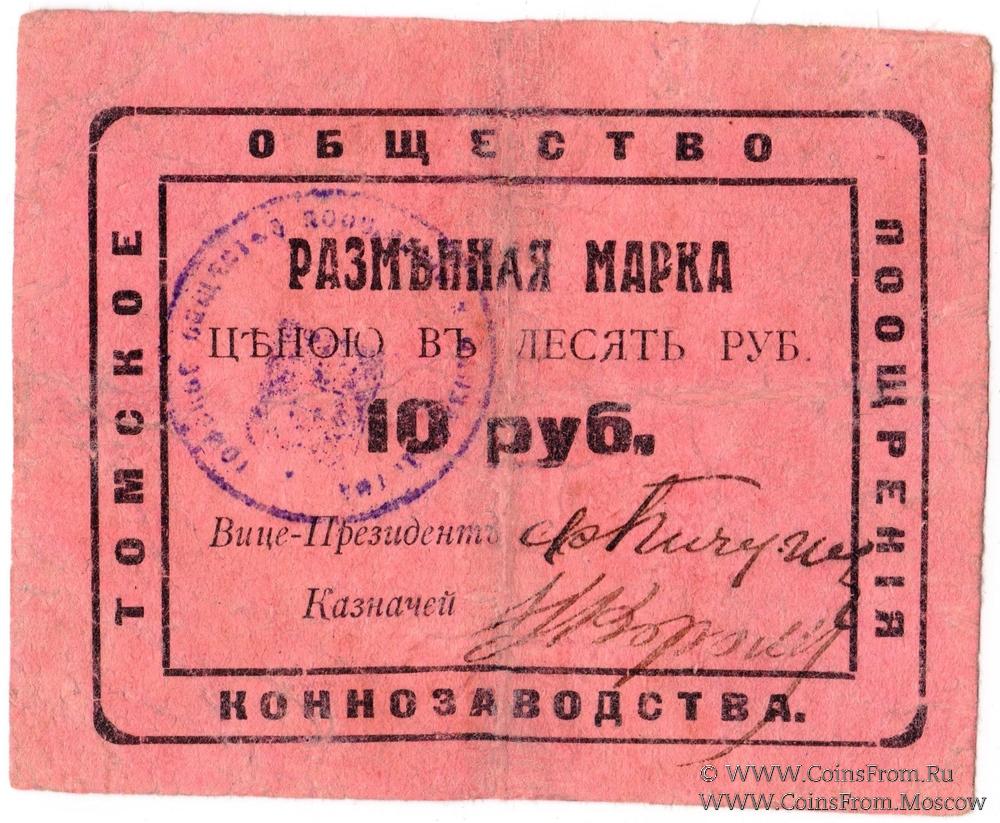 ТОМСКОЕ
ОБЩЕСТВО
ПООЩРЕНІЯ
КОННОЗАВОДСТВА.
РАЗМѢННАЯ МАРКА
ЦѢНОЮ ВЪ ДЕСЯТЬ РУБ.
10 руб.
Вице-Президентъ
Казначей
© WWW.CoinsFrom.Ru
WWW.CoinsFrom.Moscow